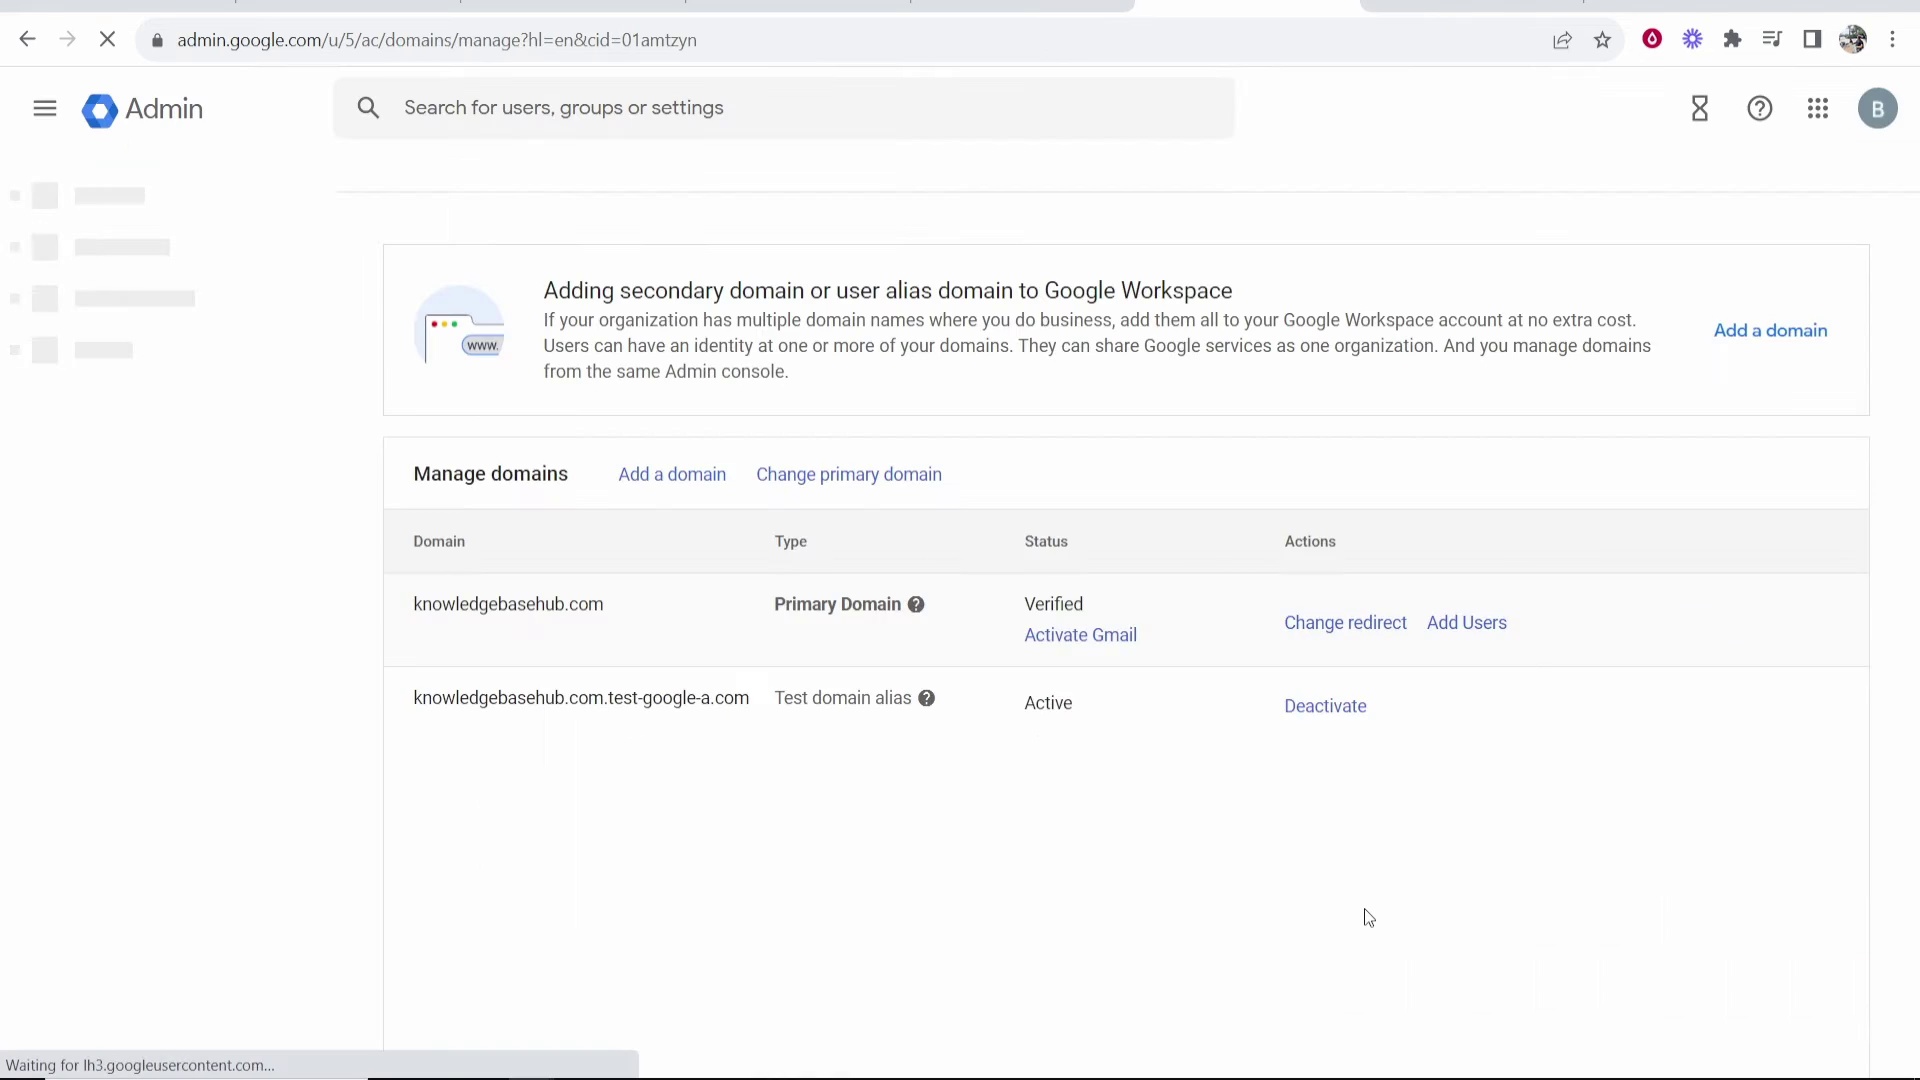 admin.google.com/u/5/ac/domains/manage?hl=en&cid=01amtzyn
Admin
Search for users, groups or settings
B
Adding secondary domain or user alias domain to Google Workspace
If your organization has multiple domain names where you do business, add them all to your Google Workspace account at no extra cost.
Users can have an identity at one or more of your domains. They can share Google services as one organization. And you manage domains
from the same Admin console.
www.
Add a domain
Manage domains Add a domain Change primary domain
Domain Type Status Actions
knowledgebasehub.com Primary Domain Verified
Activate Gmail
Change redirect Add Users
knowledgebasehub.com.test-google-a.com Test domain alias Active Deactivate
Waiting for lh3.googleusercontent.com...